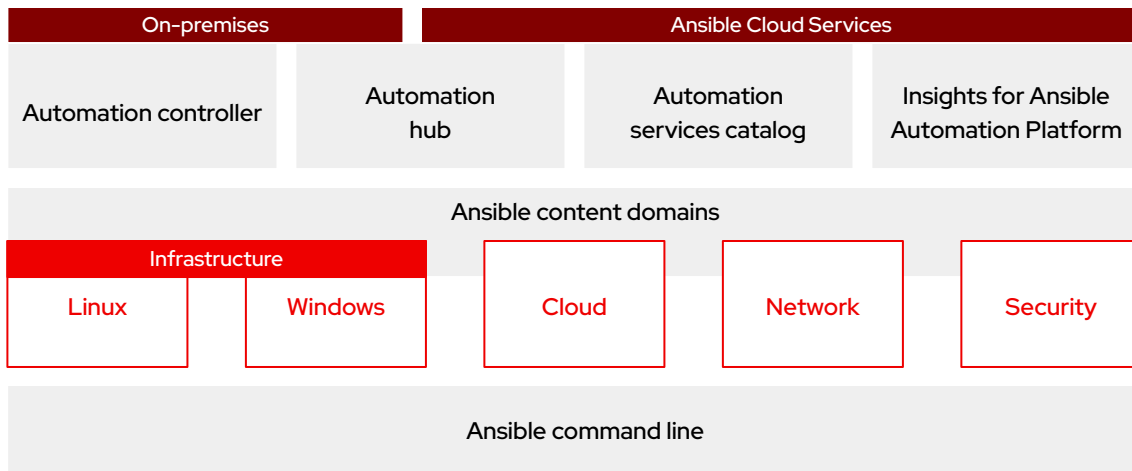 On-premises
Ansible Cloud Services
Automation controller
Automation
hub
Automation
services catalog
Insights for Ansible
Automation Platform
Ansible content domains
Infrastructure
Linux
Windows
Cloud
Network
Security
Ansible command line